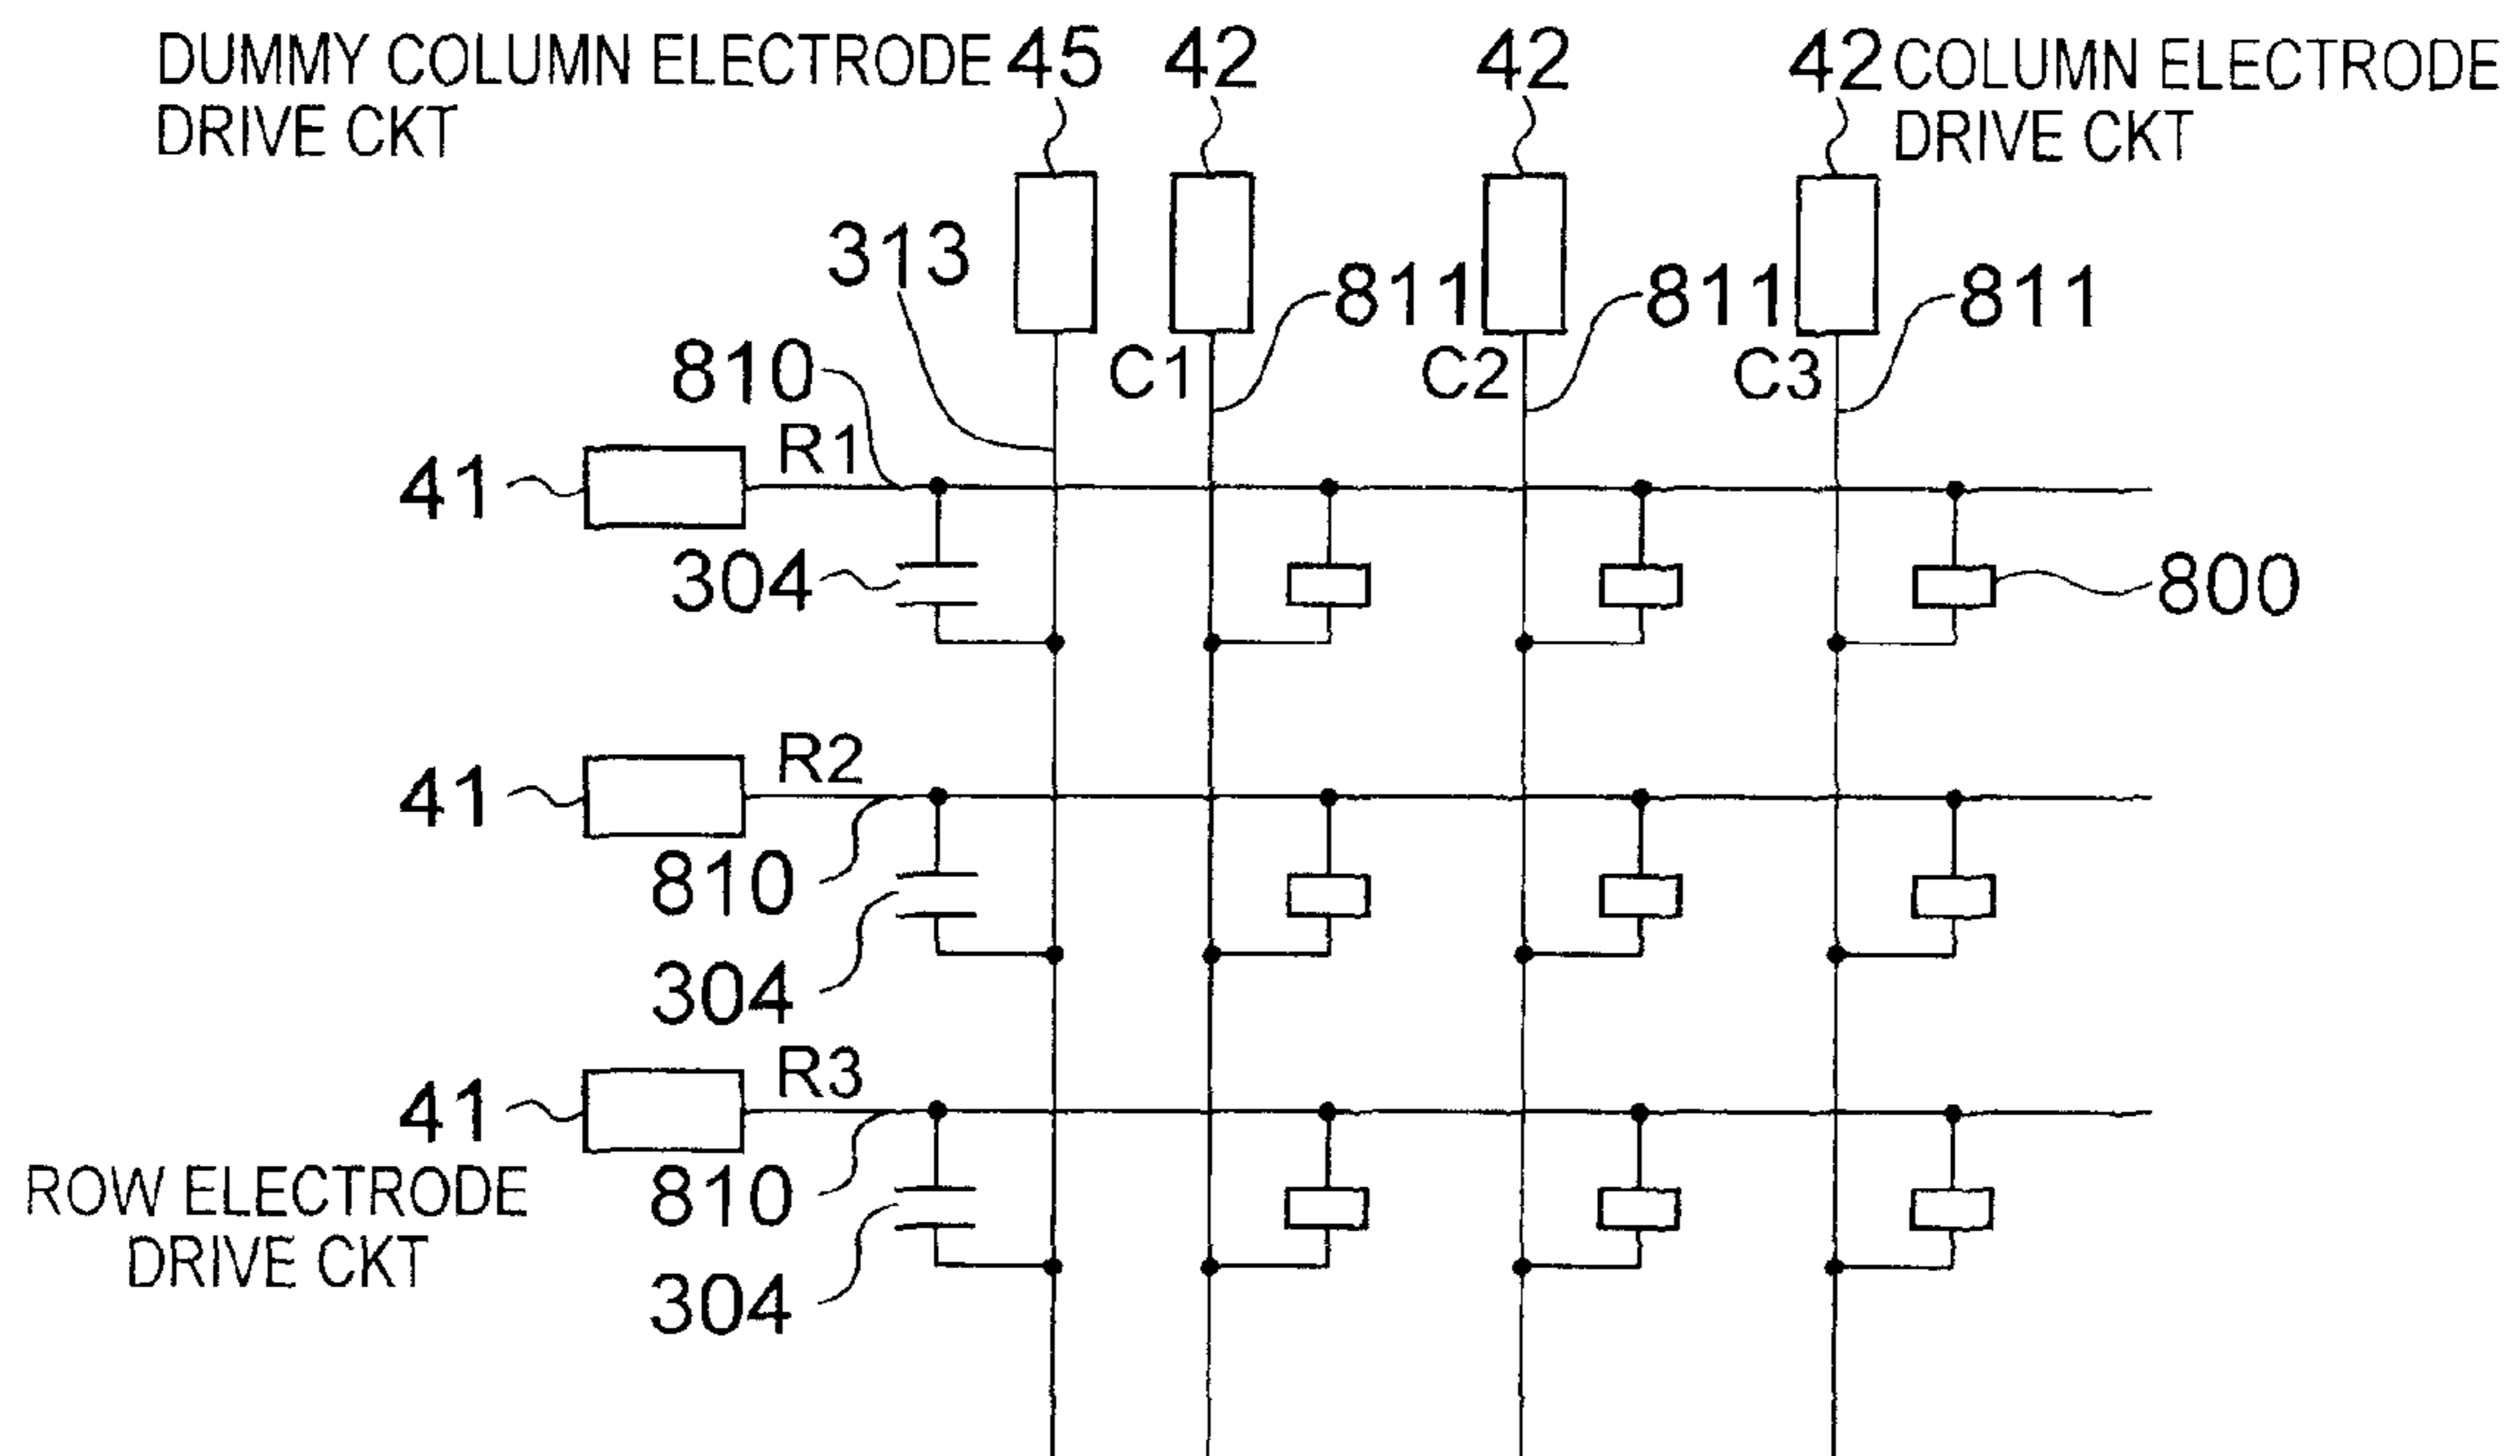 DUMMY COLUMN ELECTRODE 45 42 42 42 COLUMN ELECTRODE
DRIVE CKT DRIVE CKT
313 811 811 811
810 C1 C2 C3
R1
41
304 800
R2
41
810
304
R3
41
ROW ELECTRODE 810
DRIVE CKT
304